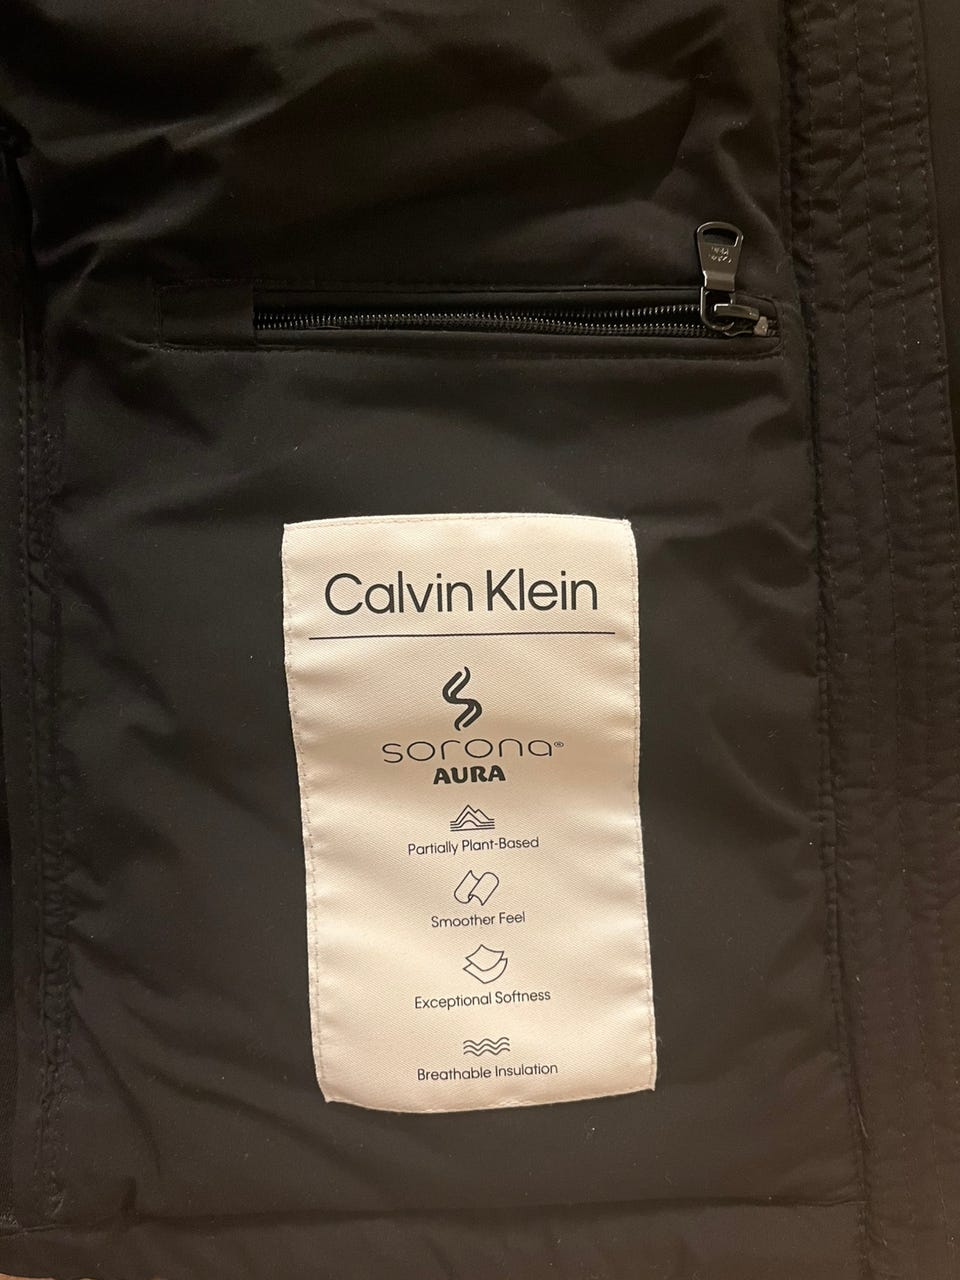 Calvin Klein
sorona®
AURA
Partially Plant-Based
Smoother Feel
Exceptional Softness
Breathable Insulation